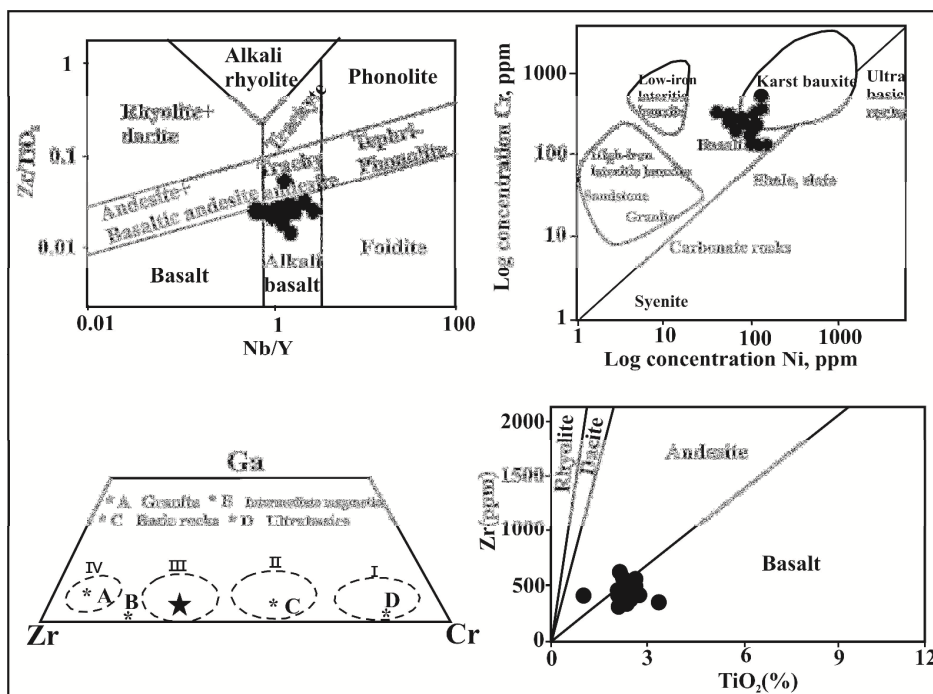 1
0.1
0.01
Zr/TiO₂
Alkali
rhyolite
Phonolite
Rhyolite+
dacite
Trachyte
Tephri-
Phonolite
Trachy
andesite
Andesite+
Basaltic andesite
Basalt
Alkali
basalt
Foidite
0.01
1
100
Nb/Y
Log concentration Cr, ppm
1000
100
10
1
Low-iron
lateritic
bauxite
Karst bauxite
Ultra
basic
rocks
Basalt
High-iron
lateritic bauxite
Sandstone
Granite
Shale, slate
Carbonate rocks
Syenite
1
10
100
1000
Log concentration Ni, ppm
Ga
* A Granite * B Intermediate magmatic
* C Basic rocks * D Ultrabasics
IV
III
II
I
A
B
C
D
Zr
Cr
Zr(ppm)
2000
1500
1000
500
0
Rhyolite
Dacite
Andesite
Basalt
0
3
6
9
12
TiO₂(%)